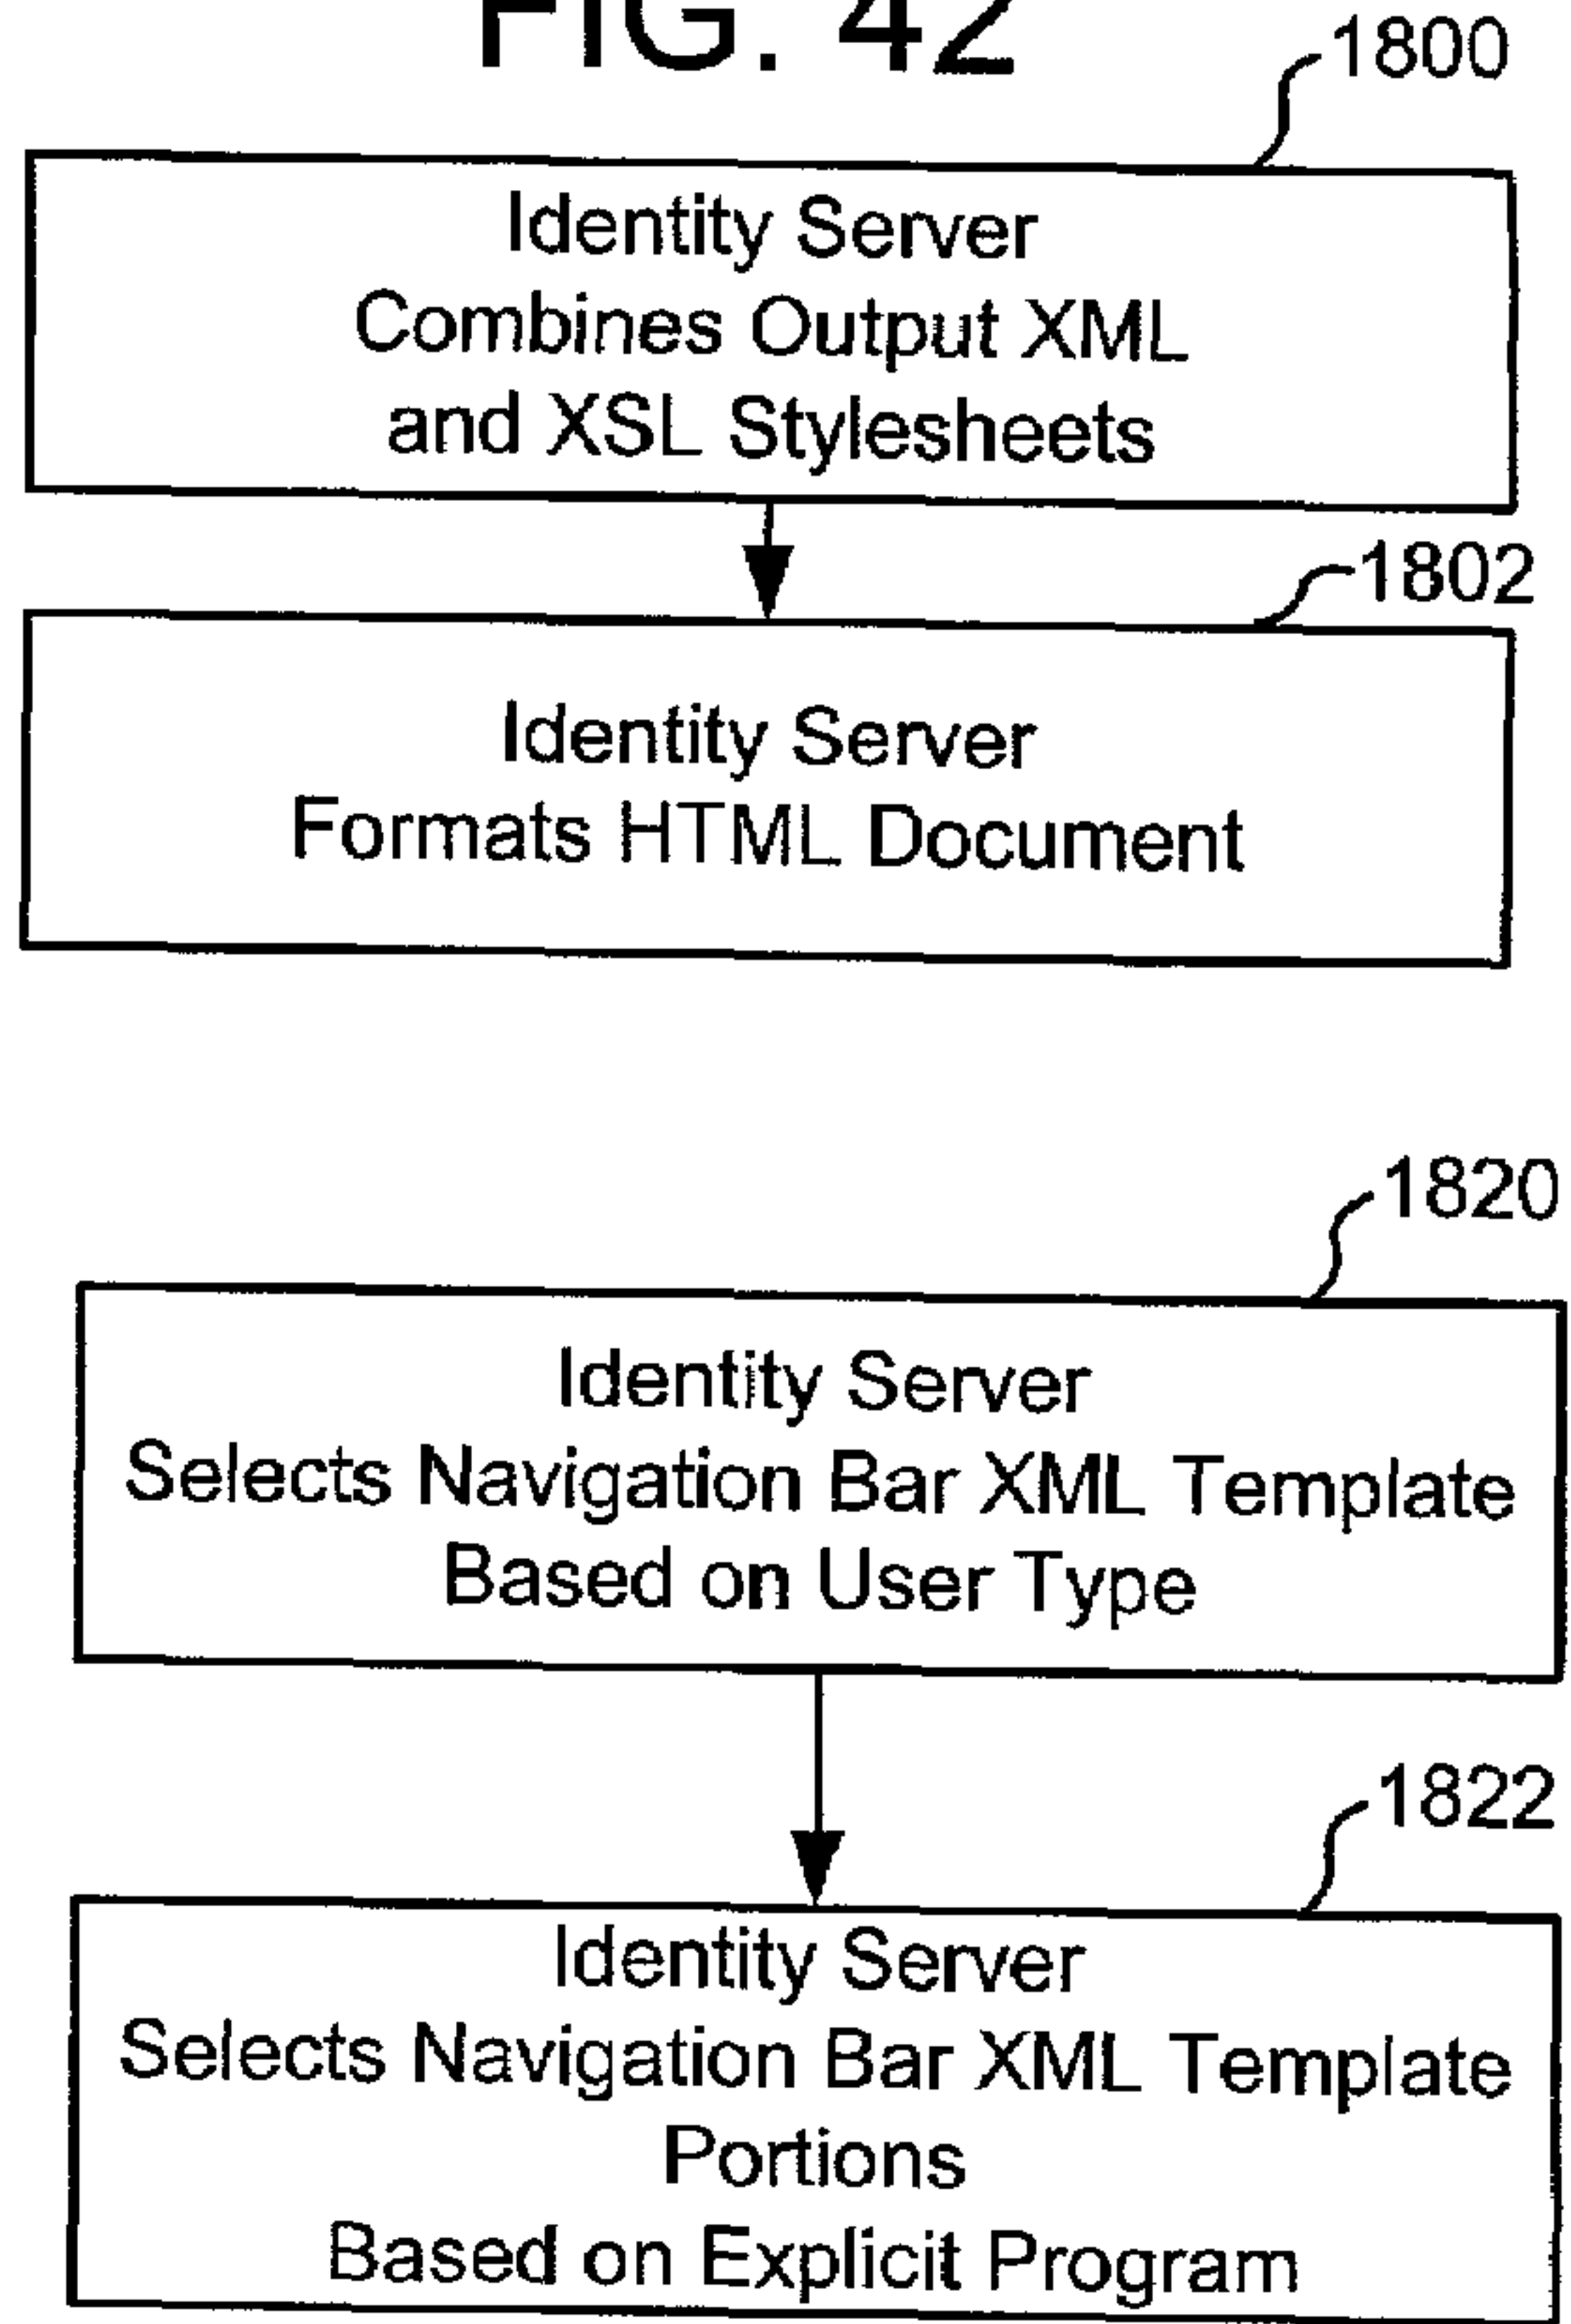 FIG. 42
1800
Identity Server
Combines Output XML
and XSL Stylesheets
1802
Identity Server
Formats HTML Document
1820
Identity Server
Selects Navigation Bar XML Template
Based on User Type
1822
Identity Server
Selects Navigation Bar XML Template
Portions
Based on Explicit Program